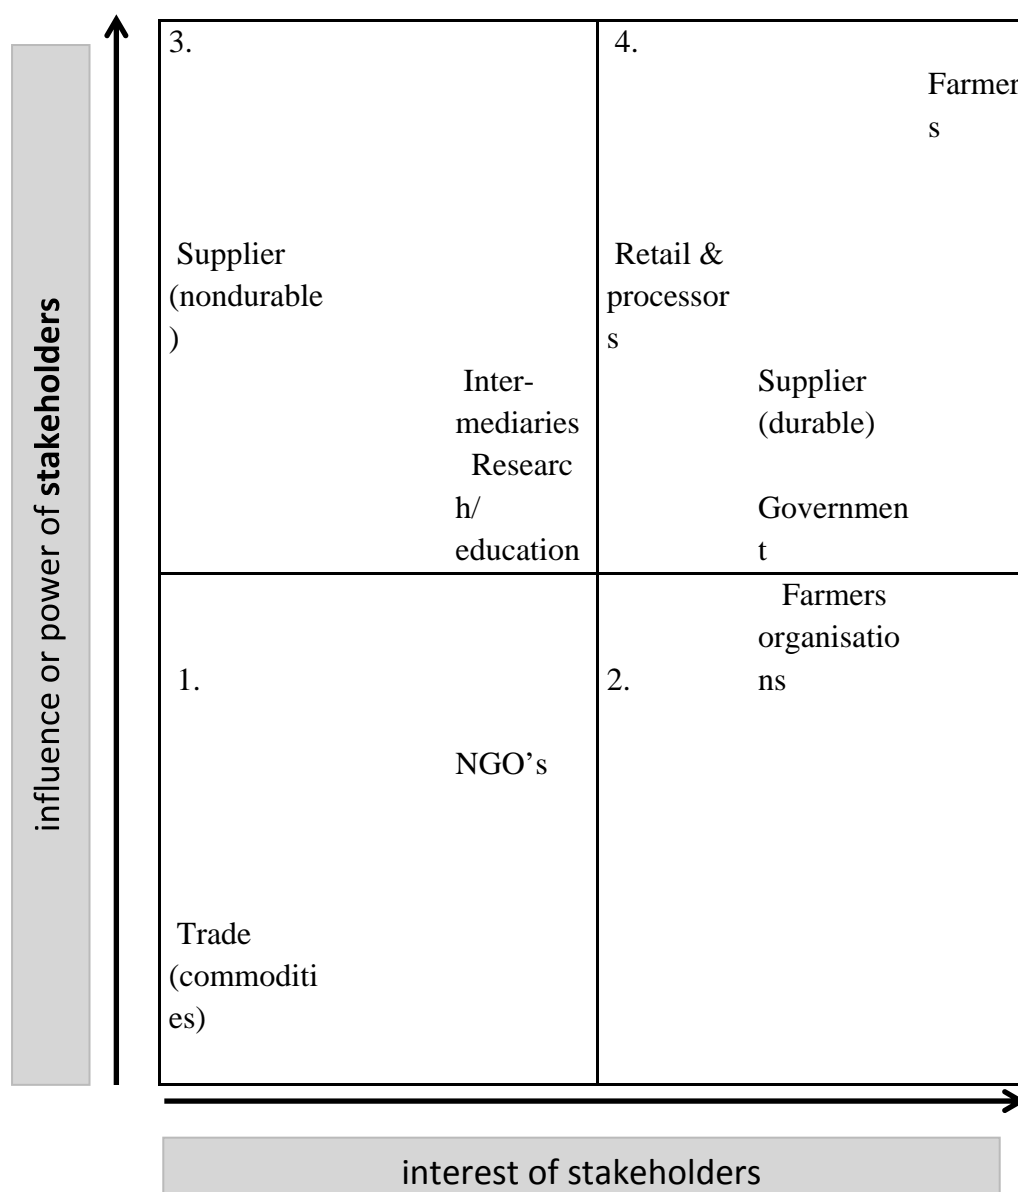 influence or power of stakeholders
3.
Supplier
(nondurable
)
Inter-
mediaries
Researc
h/
education
4.
Farmer
s
Retail &
processor
s
Supplier
(durable)
Governmen
t
1.
NGO’s
Trade
(commoditi
es)
2.
Farmers
organisatio
ns
interest of stakeholders